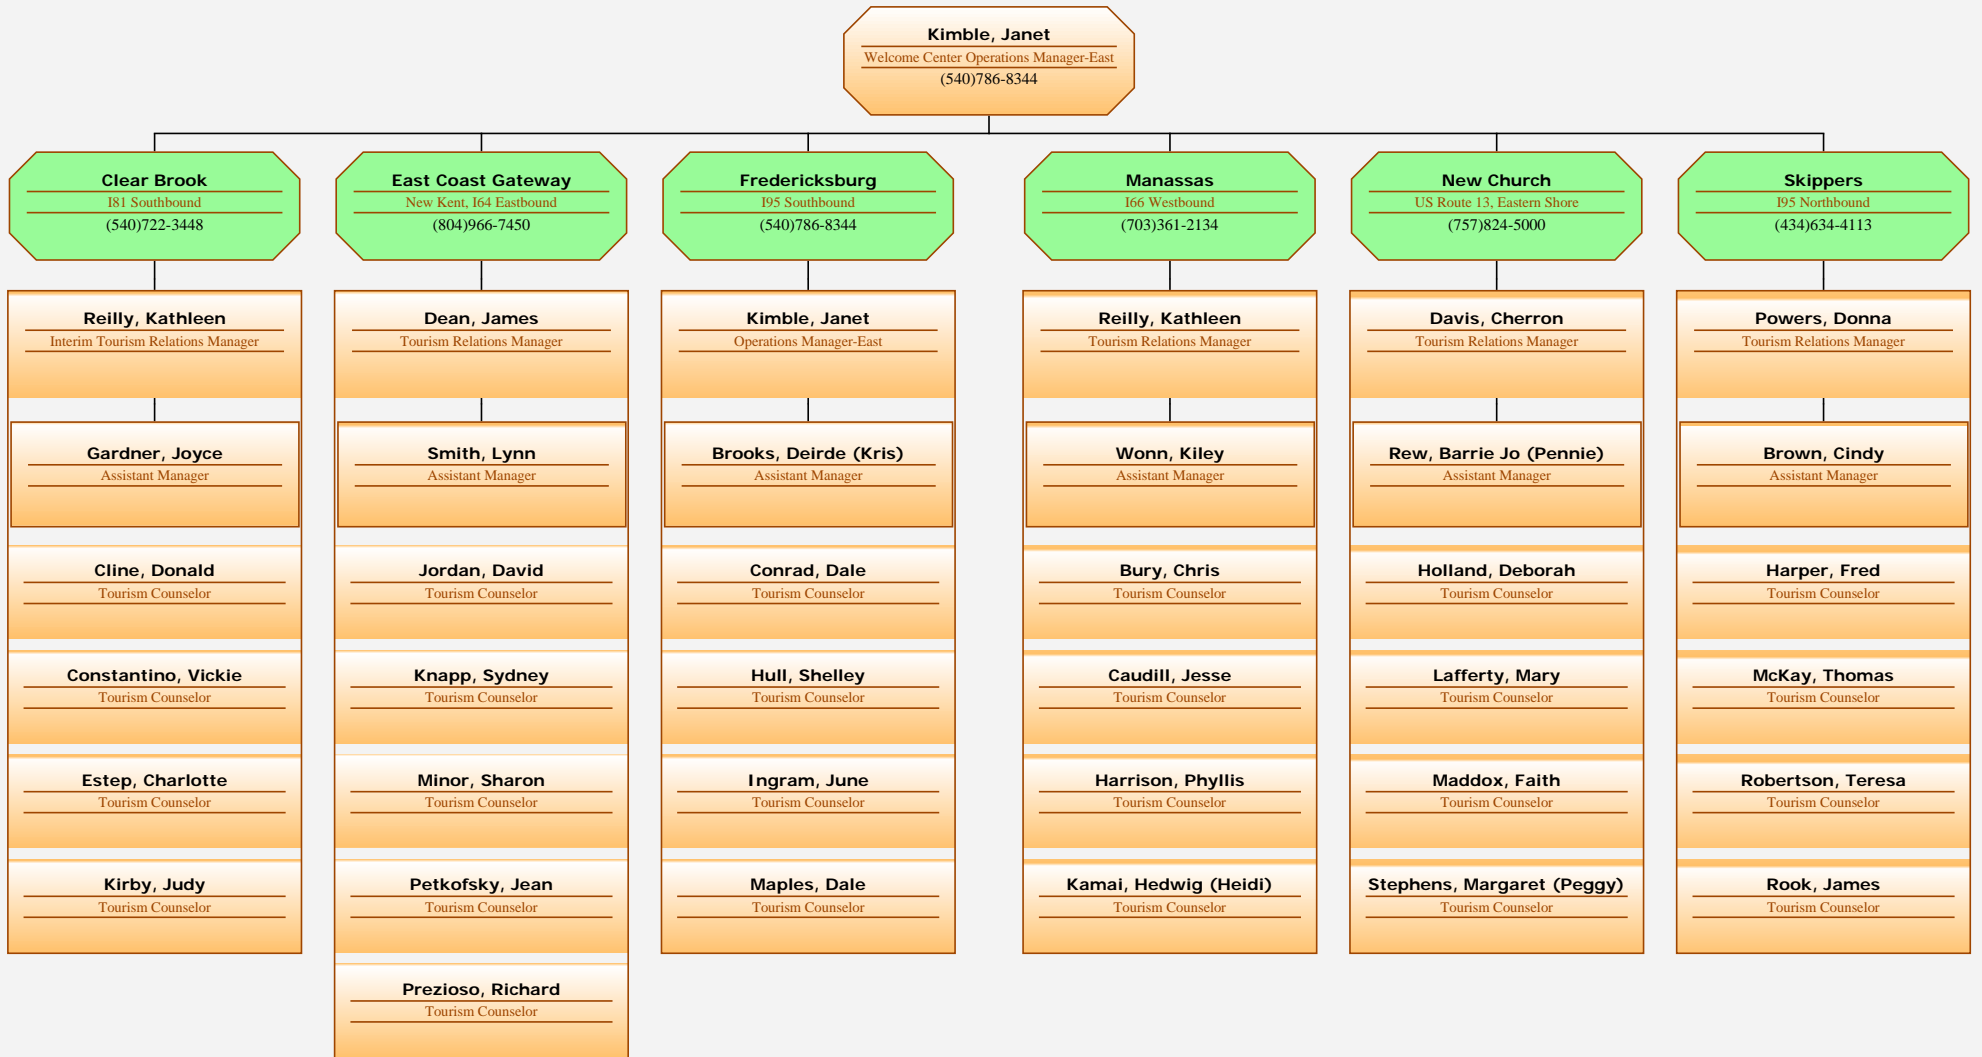 Kimble, Janet
Welcome Center Operations Manager-East
(540)786-8344
Clear Brook
I81 Southbound
(540)722-3448
Reilly, Kathleen
Interim Tourism Relations Manager
Gardner, Joyce
Assistant Manager
Cline, Donald
Tourism Counselor
Constantino, Vickie
Tourism Counselor
Estep, Charlotte
Tourism Counselor
Kirby, Judy
Tourism Counselor
East Coast Gateway
New Kent, I64 Eastbound
(804)966-7450
Dean, James
Tourism Relations Manager
Smith, Lynn
Assistant Manager
Jordan, David
Tourism Counselor
Knapp, Sydney
Tourism Counselor
Minor, Sharon
Tourism Counselor
Petkofsky, Jean
Tourism Counselor
Prezioso, Richard
Tourism Counselor
Fredericksburg
I95 Southbound
(540)786-8344
Kimble, Janet
Operations Manager-East
Brooks, Deirde (Kris)
Assistant Manager
Conrad, Dale
Tourism Counselor
Hull, Shelley
Tourism Counselor
Ingram, June
Tourism Counselor
Maples, Dale
Tourism Counselor
Manassas
I66 Westbound
(703)361-2134
Reilly, Kathleen
Tourism Relations Manager
Wonn, Kiley
Assistant Manager
Bury, Chris
Tourism Counselor
Caudill, Jesse
Tourism Counselor
Harrison, Phyllis
Tourism Counselor
Kamai, Hedwig (Heidi)
Tourism Counselor
New Church
US Route 13, Eastern Shore
(757)824-5000
Davis, Cherron
Tourism Relations Manager
Rew, Barrie Jo (Pennie)
Assistant Manager
Holland, Deborah
Tourism Counselor
Lafferty, Mary
Tourism Counselor
Maddox, Faith
Tourism Counselor
Stephens, Margaret (Peggy)
Tourism Counselor
Skippers
I95 Northbound
(434)634-4113
Powers, Donna
Tourism Relations Manager
Brown, Cindy
Assistant Manager
Harper, Fred
Tourism Counselor
McKay, Thomas
Tourism Counselor
Robertson, Teresa
Tourism Counselor
Rook, James
Tourism Counselor